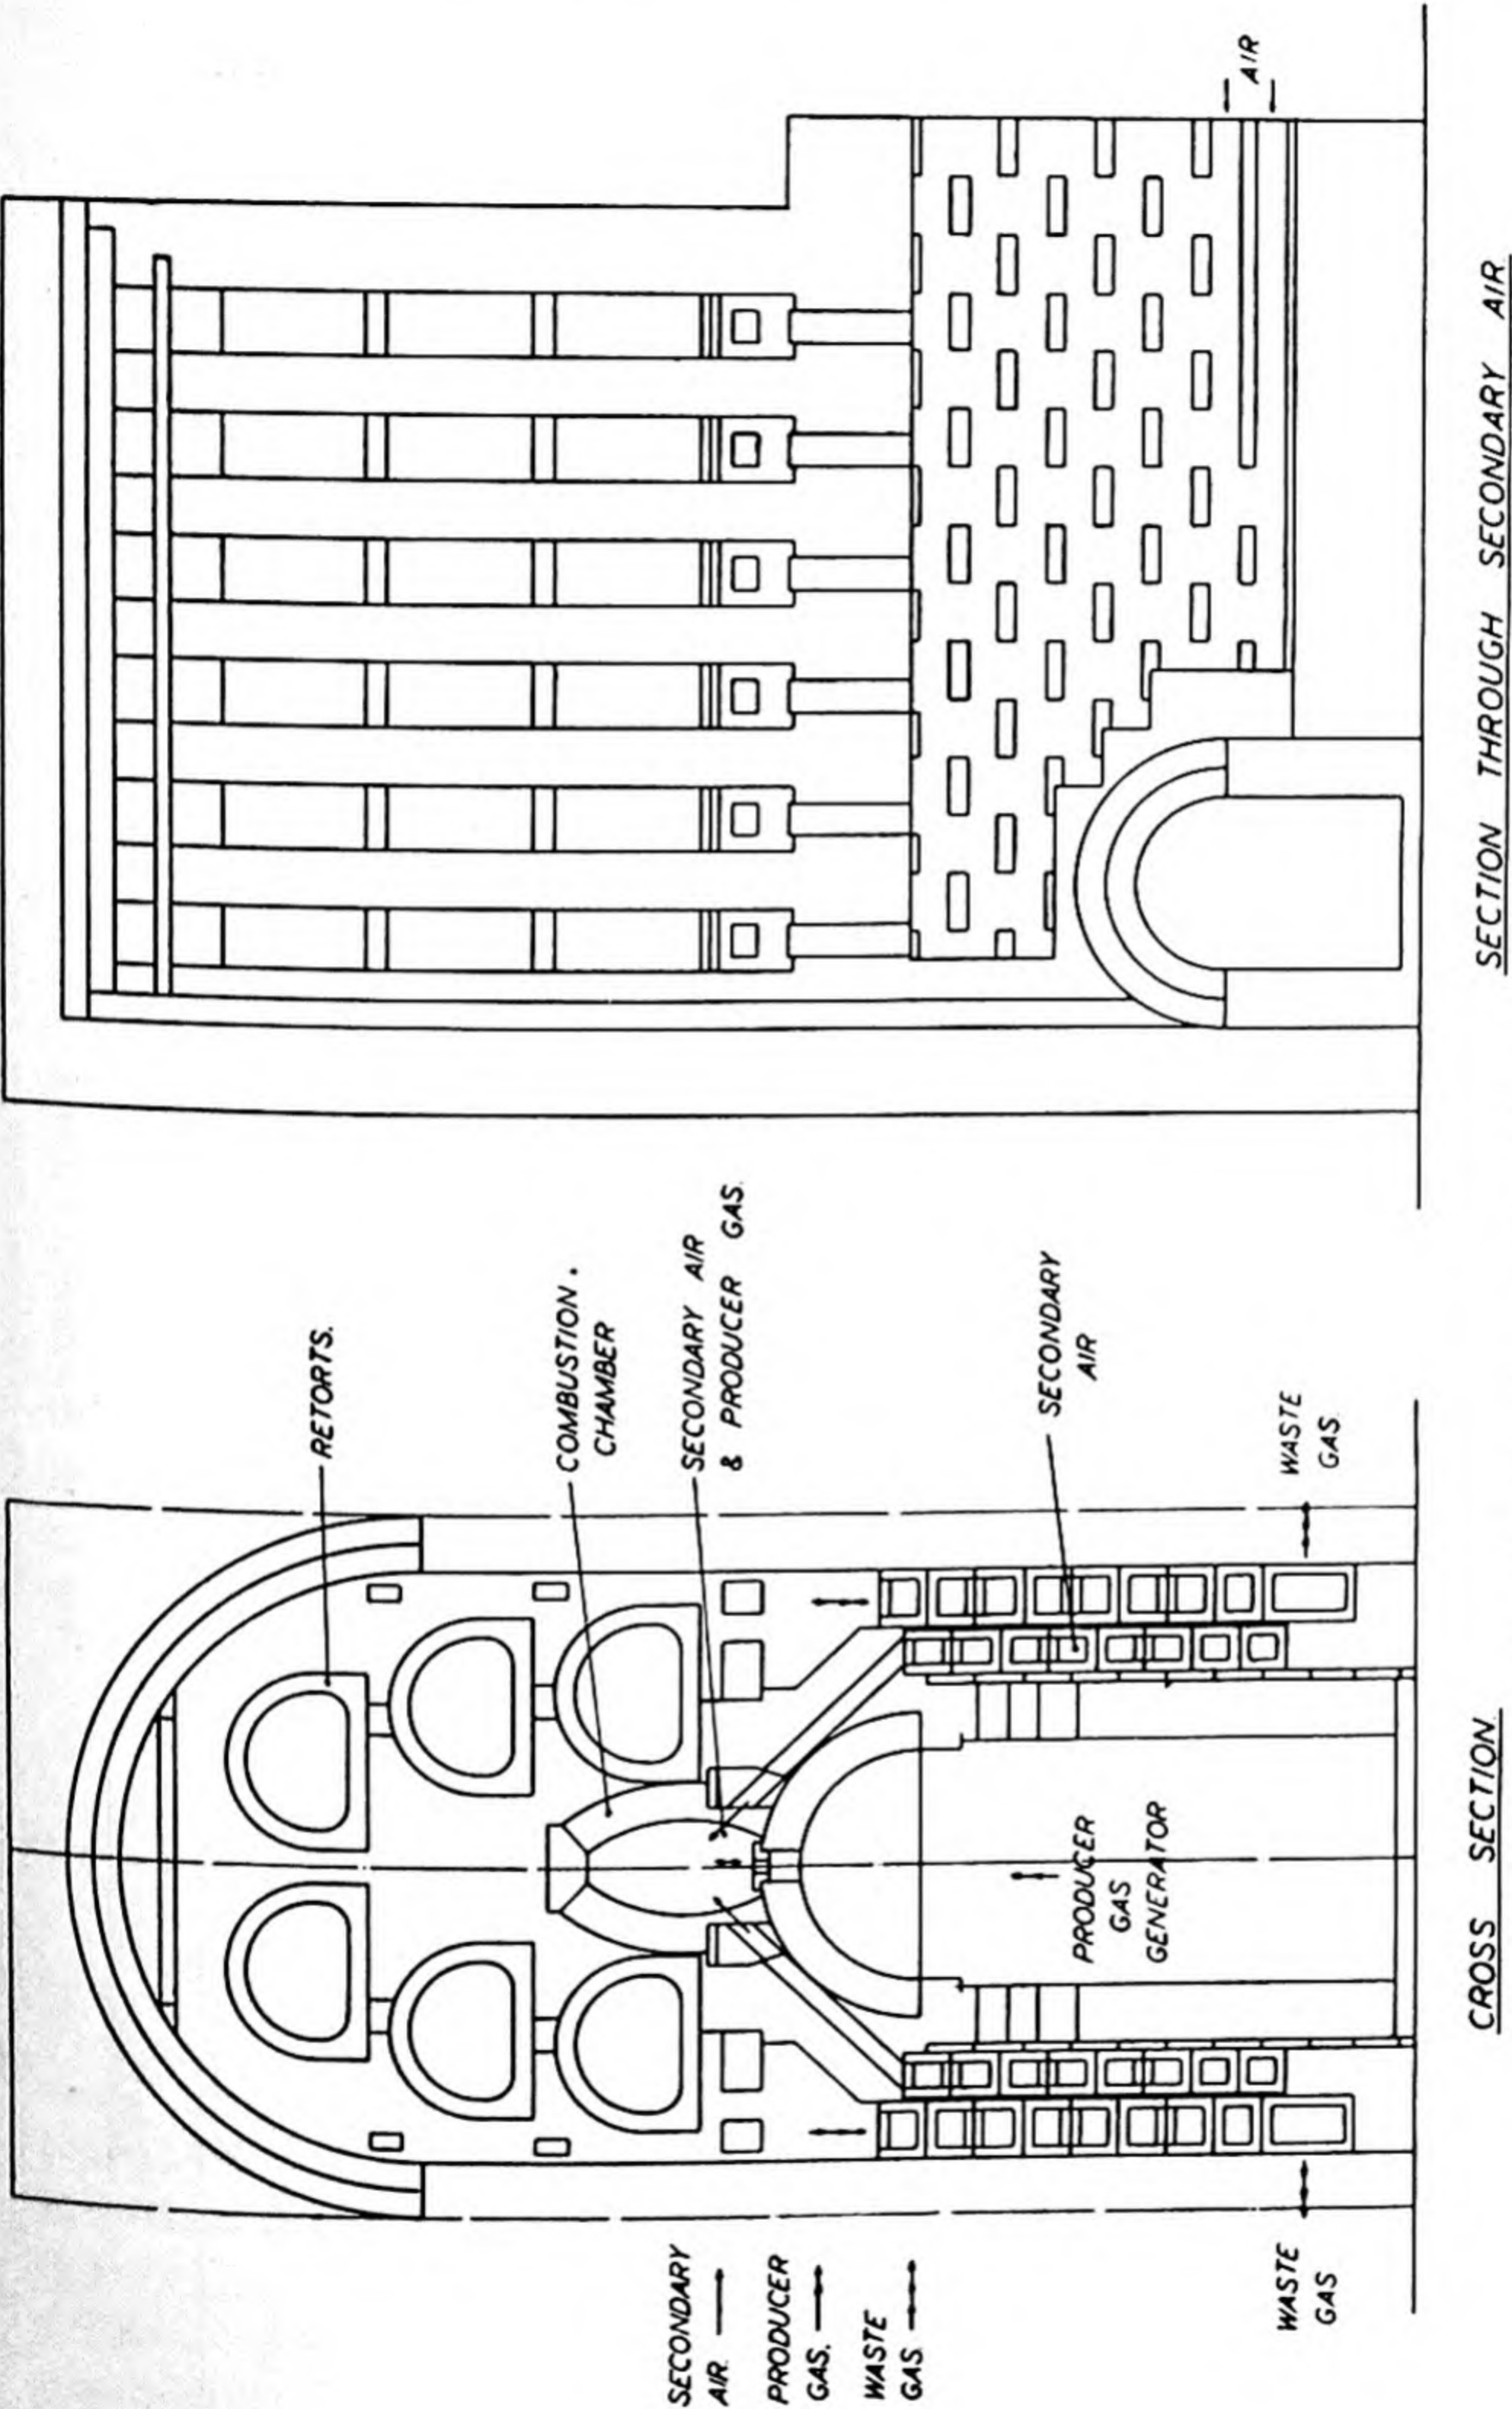 RETORTS.
COMBUSTION.
CHAMBER
SECONDARY AIR
& PRODUCER GAS.
SECONDARY
AIR
WASTE
GAS.
PRODUCER
GAS
GENERATOR
SECONDARY
AIR.
PRODUCER
GAS.
WASTE
GAS.
WASTE
GAS
CROSS SECTION.
AIR
SECTION THROUGH SECONDARY AIR.